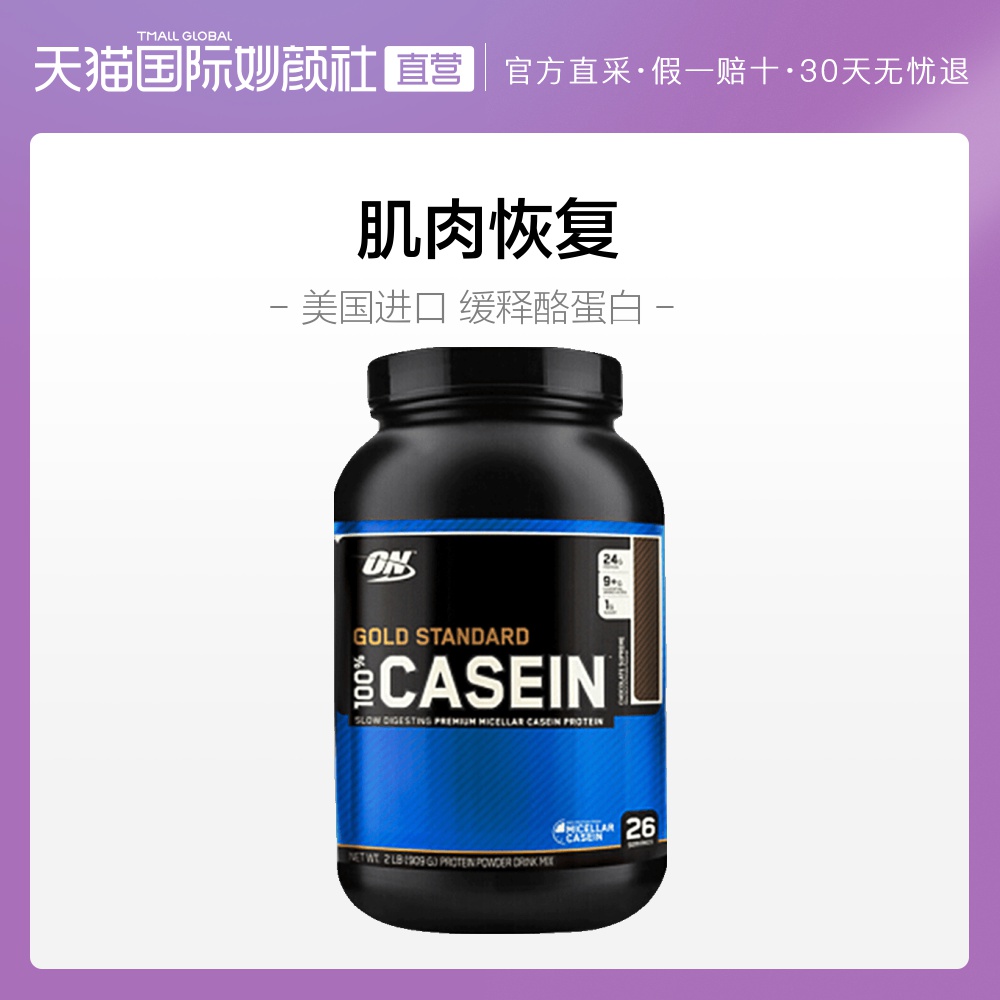 TMALL GLOBAL
天猫国际妙颜社 直营 官方直采·假一赔十·30天无忧退
肌肉恢复
- 美国进口 缓释酪蛋白 -
ON
24G
9+G
1G
GOLD STANDARD
100% CASEIN
CHOCOLATE SUPREME
SLOW DIGESTING PREMIUM MICELLAR CASEIN PROTEIN
MICELLAR
CASEIN
26
SERVINGS
NET WT. 2 LB (909 G) PROTEIN POWDER DRINK MIX